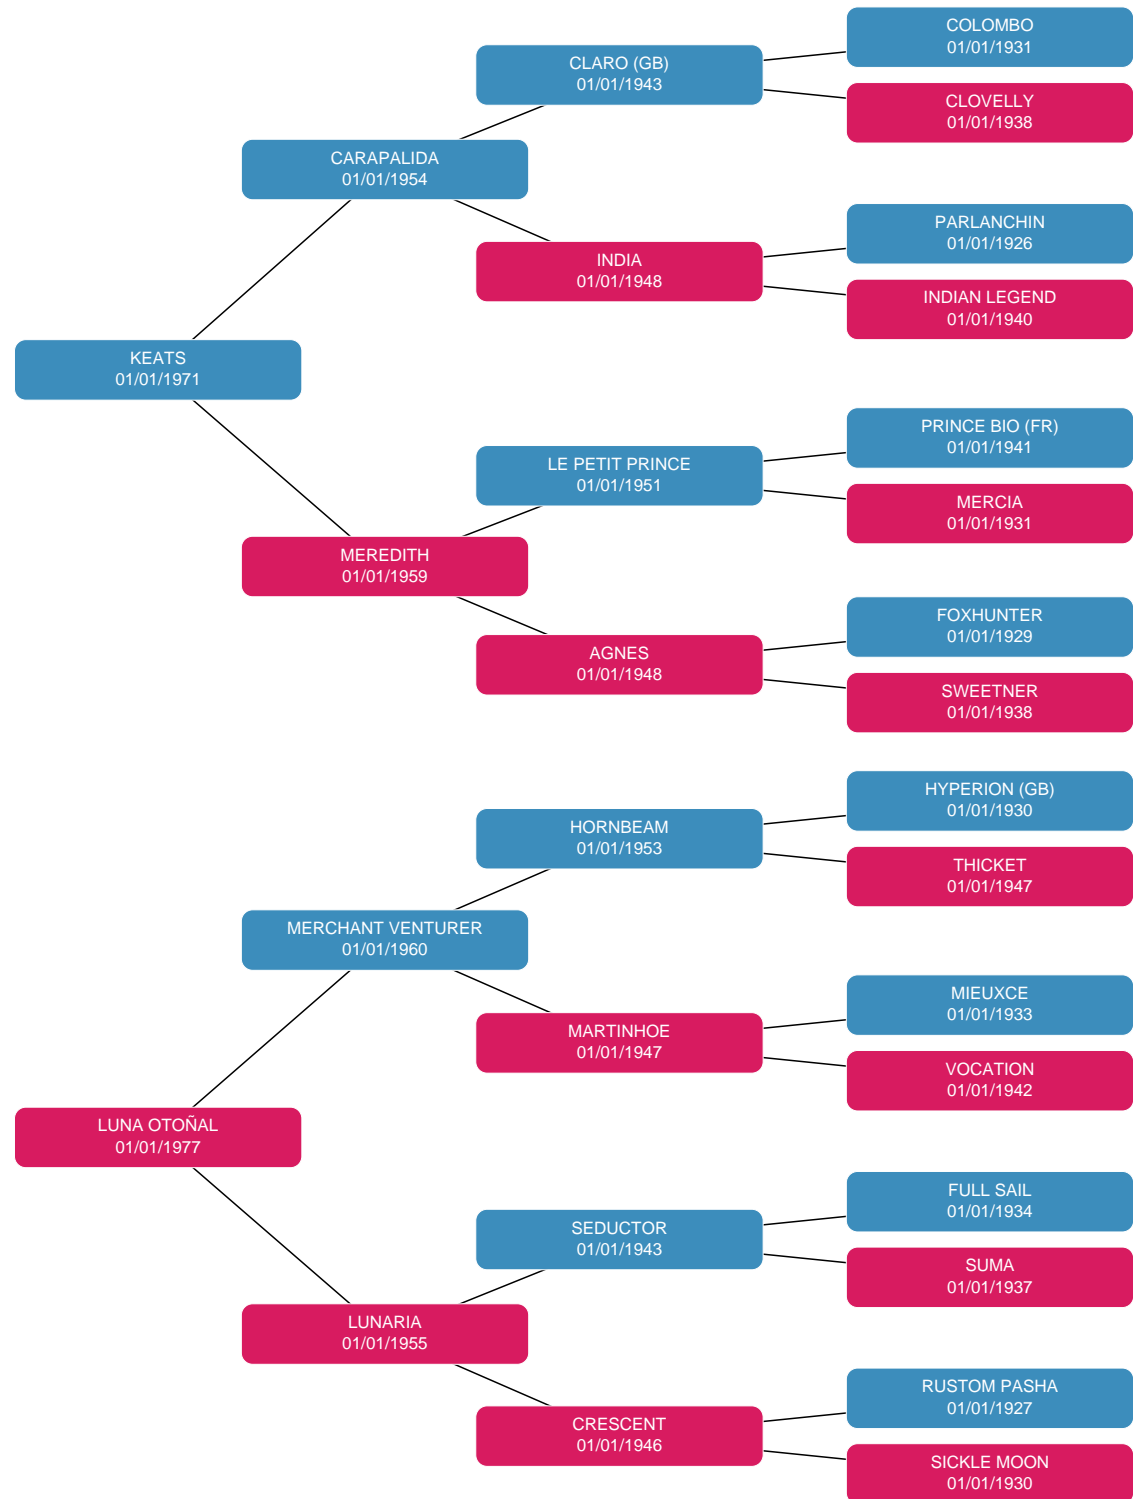 COLOMBO
01/01/1931
CLARO (GB)
01/01/1943
CLOVELLY
01/01/1938
CARAPALIDA
01/01/1954
PARLANCHIN
01/01/1926
INDIA
01/01/1948
INDIAN LEGEND
01/01/1940
KEATS
01/01/1971
PRINCE BIO (FR)
01/01/1941
LE PETIT PRINCE
01/01/1951
MERCIA
01/01/1931
MEREDITH
01/01/1959
FOXHUNTER
01/01/1929
AGNES
01/01/1948
SWEETNER
01/01/1938
HYPERION (GB)
01/01/1930
HORNBEAM
01/01/1953
THICKET
01/01/1947
MERCHANT VENTURER
01/01/1960
MIEUXCE
01/01/1933
MARTINHOE
01/01/1947
VOCATION
01/01/1942
LUNA OTOÑAL
01/01/1977
FULL SAIL
01/01/1934
SEDUCTOR
01/01/1943
SUMA
01/01/1937
LUNARIA
01/01/1955
RUSTOM PASHA
01/01/1927
CRESCENT
01/01/1946
SICKLE MOON
01/01/1930